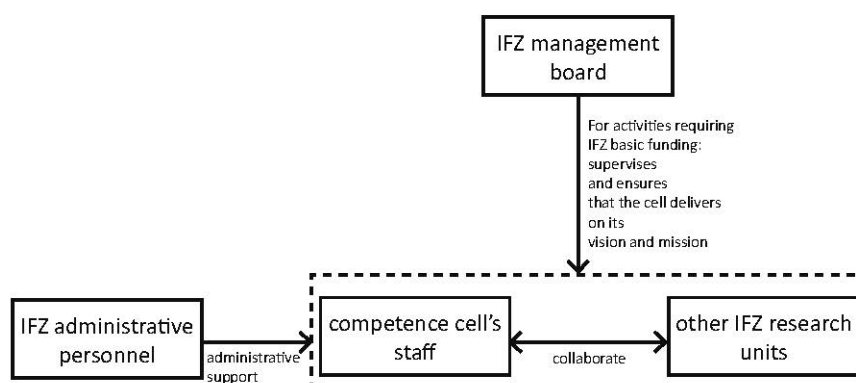 IFZ management
board
For activities requiring
IFZ basic funding:
supervises
and ensures
that the cell delivers
on its
vision and mission
IFZ administrative
personnel
administrative
support
competence cell's
staff
collaborate
other IFZ research
units